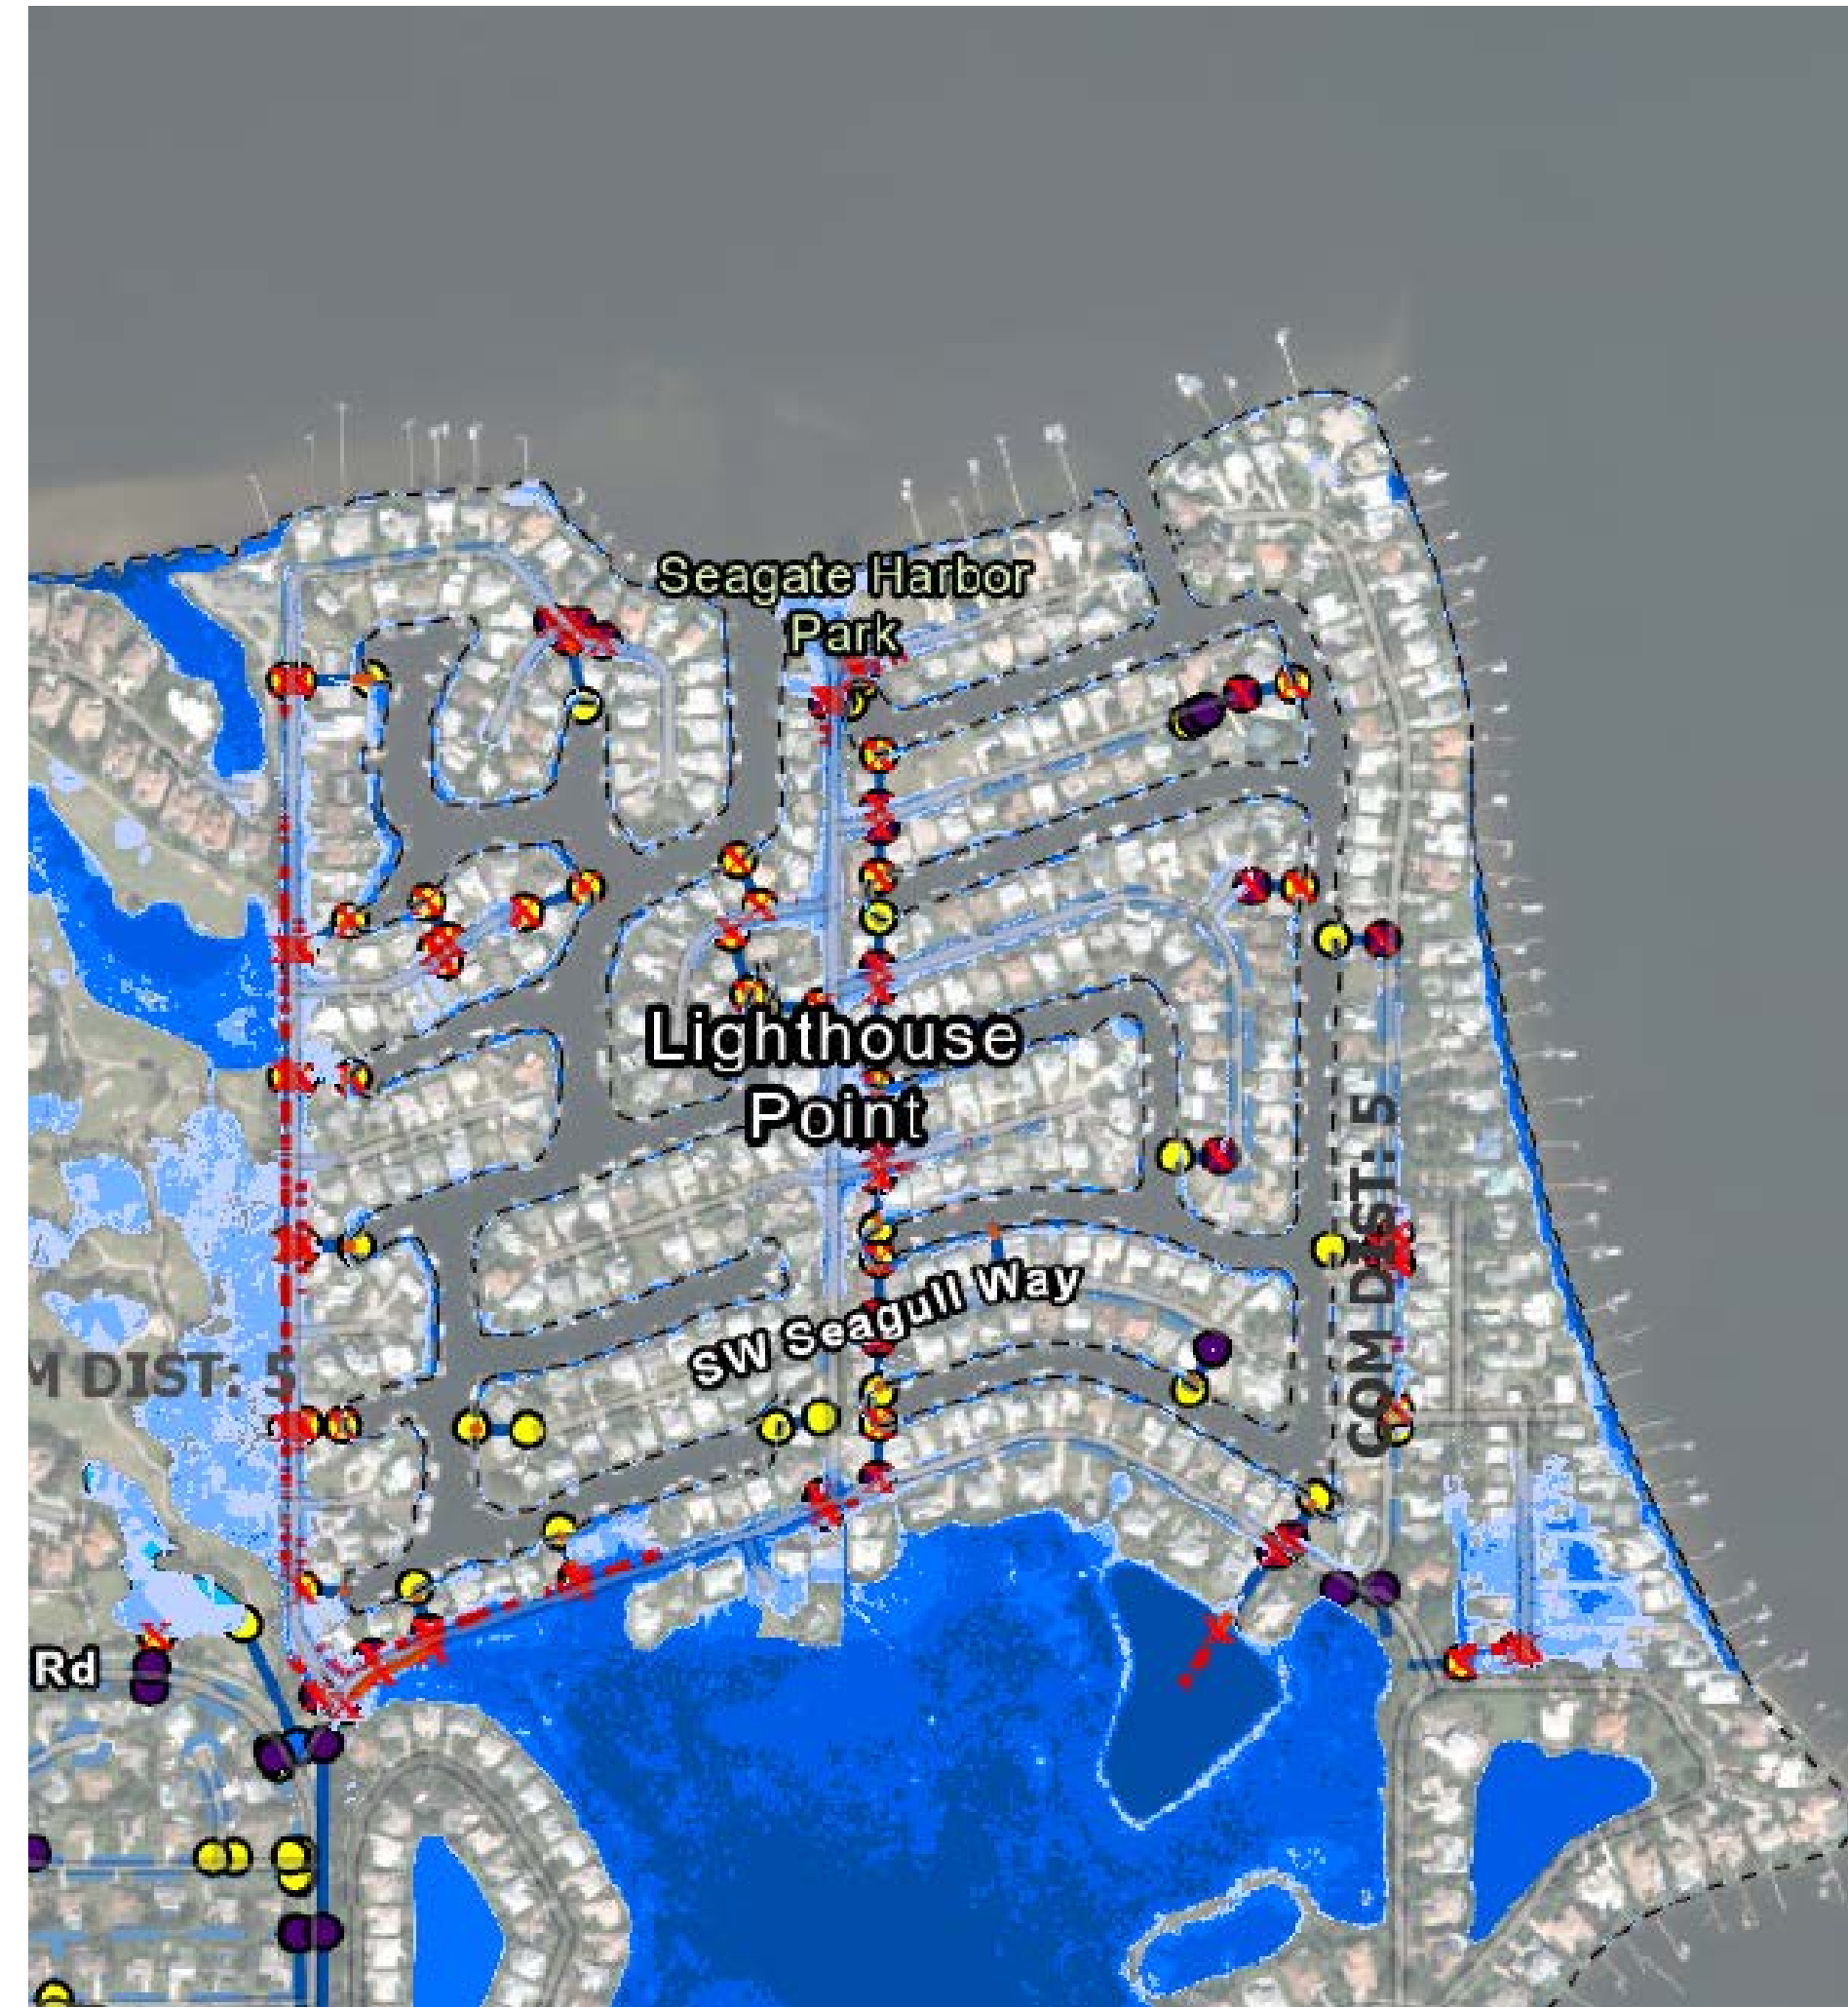 Seagate Harbor
Park
Lighthouse
Point
COM DIST: 5
SW Seagull Way
M DIST: 5
Rd